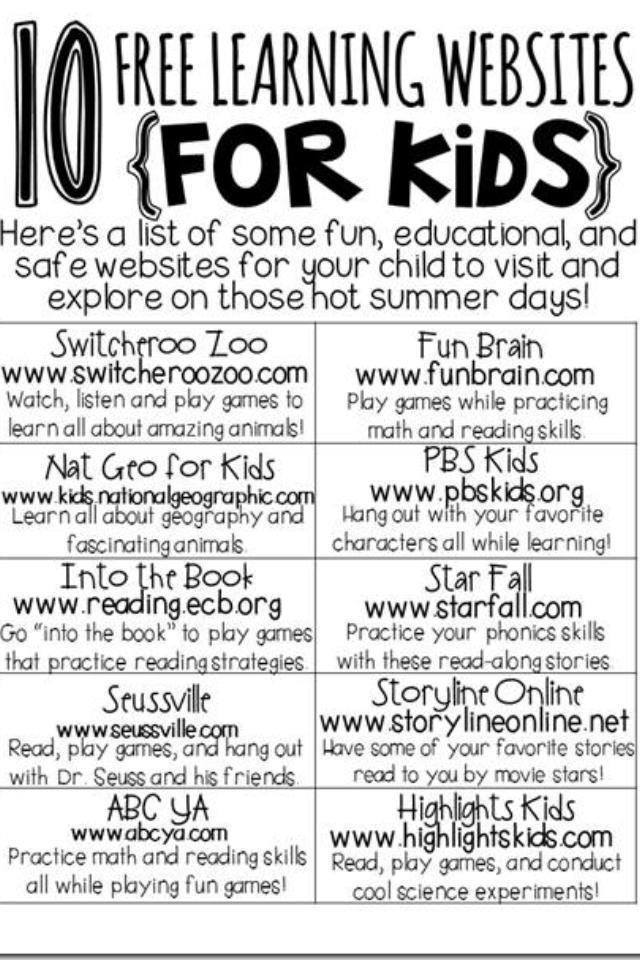 10 FREE LEARNING WEBSITES
{FOR KiDS}
Here's a list of some fun, educational, and
safe websites for your child to visit and
explore on those hot summer days!
Switcheroo Zoo
www.switcheroozoo.com
Watch, listen and play games to
learn all about amazing animals!
Fun Brain
www.funbrain.com
Play games while practicing
math and reading skills.
Nat Geo for Kids
www.kids.nationalgeographic.com
Learn all about geography and
fascinating animals.
PBS Kids
www.pbskids.org
Hang out with your favorite
characters all while learning!
Into the Book
www.reading.ecb.org
Go "into the book" to play games
that practice reading strategies.
Star Fall
www.starfall.com
Practice your phonics skills
with these read-along stories.
Seussville
www.seussville.com
Read, play games, and hang out
with Dr. Seuss and his friends.
Storyline Online
www.storylineonline.net
Have some of your favorite stories
read to you by movie stars!
ABC YA
www.abcya.com
Practice math and reading skills
all while playing fun games!
Highlights Kids
www.highlightskids.com
Read, play games, and conduct
cool science experiments!